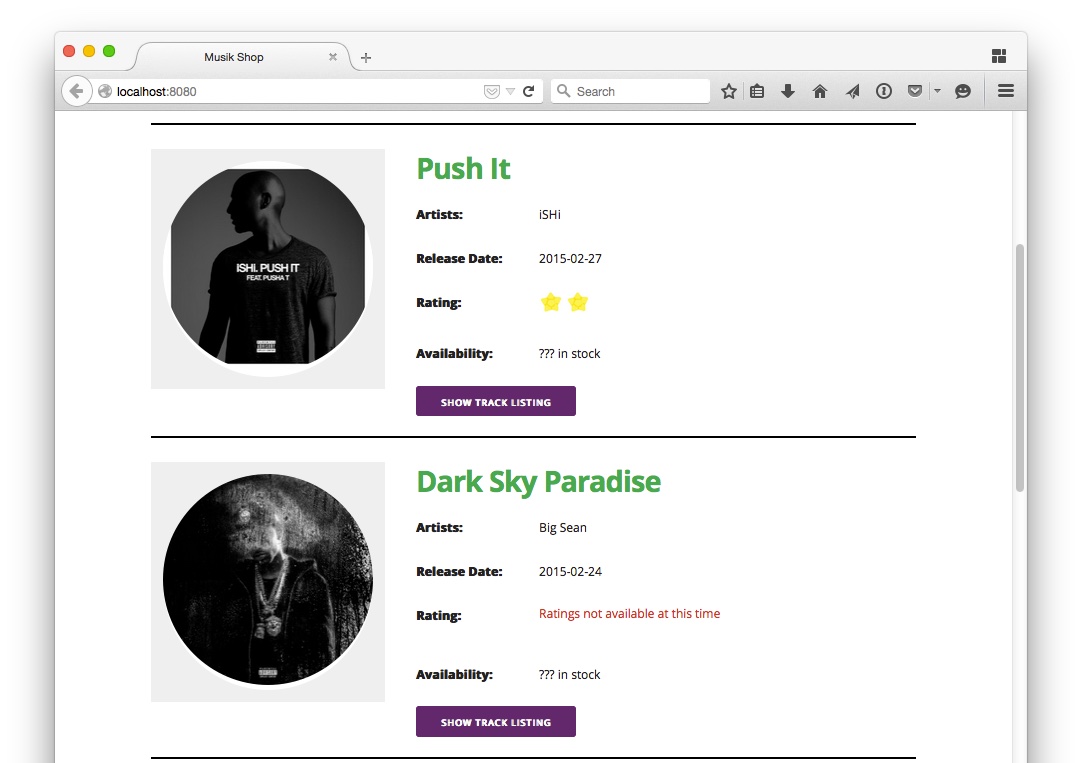 Musik Shop
localhost:8080
Search
Push It
ISHI. PUSH IT
FEAT. PUSHA T
Artists: iSHi
Release Date: 2015-02-27
Rating:
Availability: ??? in stock
SHOW TRACK LISTING
Dark Sky Paradise
Artists: Big Sean
Release Date: 2015-02-24
Rating: Ratings not available at this time
Availability: ??? in stock
SHOW TRACK LISTING